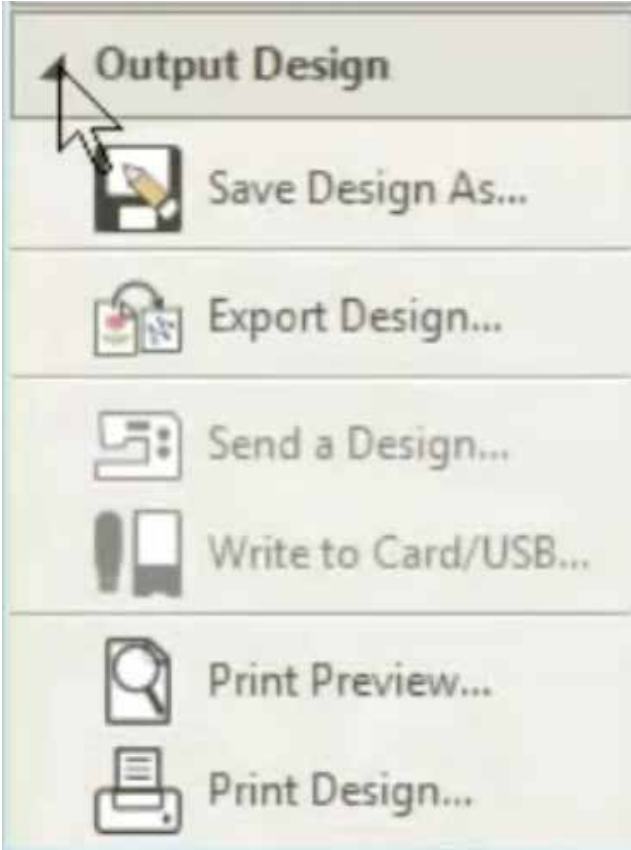 Output Design
Save Design As...
Export Design...
Send a Design...
Write to Card/USB...
Print Preview...
Print Design...